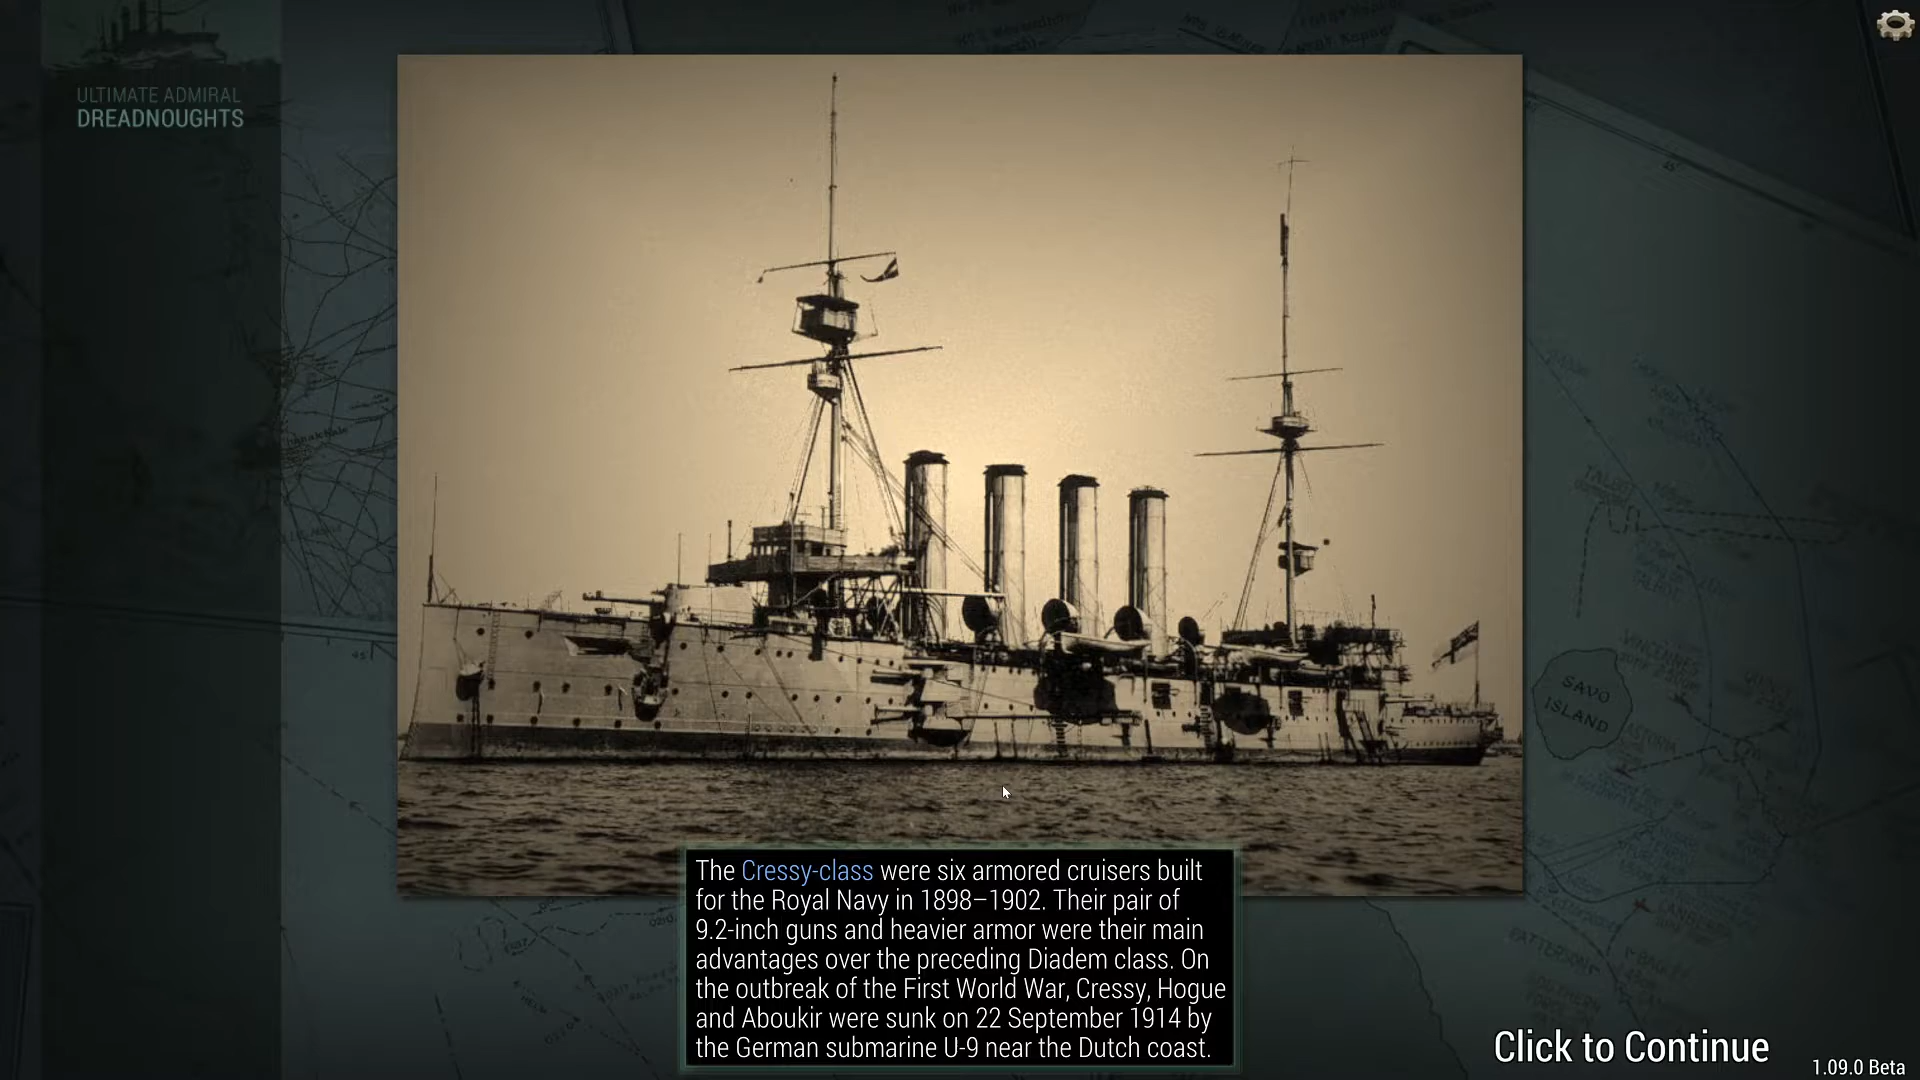 ULTIMATE ADMIRAL
DREADNOUGHTS
SAVO
ISLAND
The Cressy-class were six armored cruisers built
for the Royal Navy in 1898–1902. Their pair of
9.2-inch guns and heavier armor were their main
advantages over the preceding Diadem class. On
the outbreak of the First World War, Cressy, Hogue
and Aboukir were sunk on 22 September 1914 by
the German submarine U-9 near the Dutch coast.
Click to Continue
1.09.0 Beta